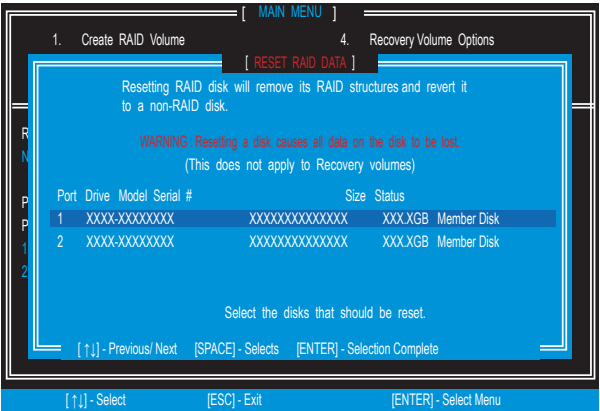 [ MAIN MENU ]
1. Create RAID Volume 4. Recovery Volume Options
[ RESET RAID DATA ]
Resetting RAID disk will remove its RAID structures and revert it
to a non-RAID disk.
WARNING: Resetting a disk causes all data on the disk to be lost.
(This does not apply to Recovery volumes)
R
N
P
P
1
2
Port Drive Model Serial # Size Status
1 XXXX-XXXXXXXX XXXXXXXXXXXXXX XXX.XGB Member Disk
2 XXXX-XXXXXXXX XXXXXXXXXXXXXX XXX.XGB Member Disk
Select the disks that should be reset.
[ ↑↓] - Previous/ Next [SPACE] - Selects [ENTER] - Selection Complete
[ ↑↓] - Select [ESC] - Exit [ENTER] - Select Menu